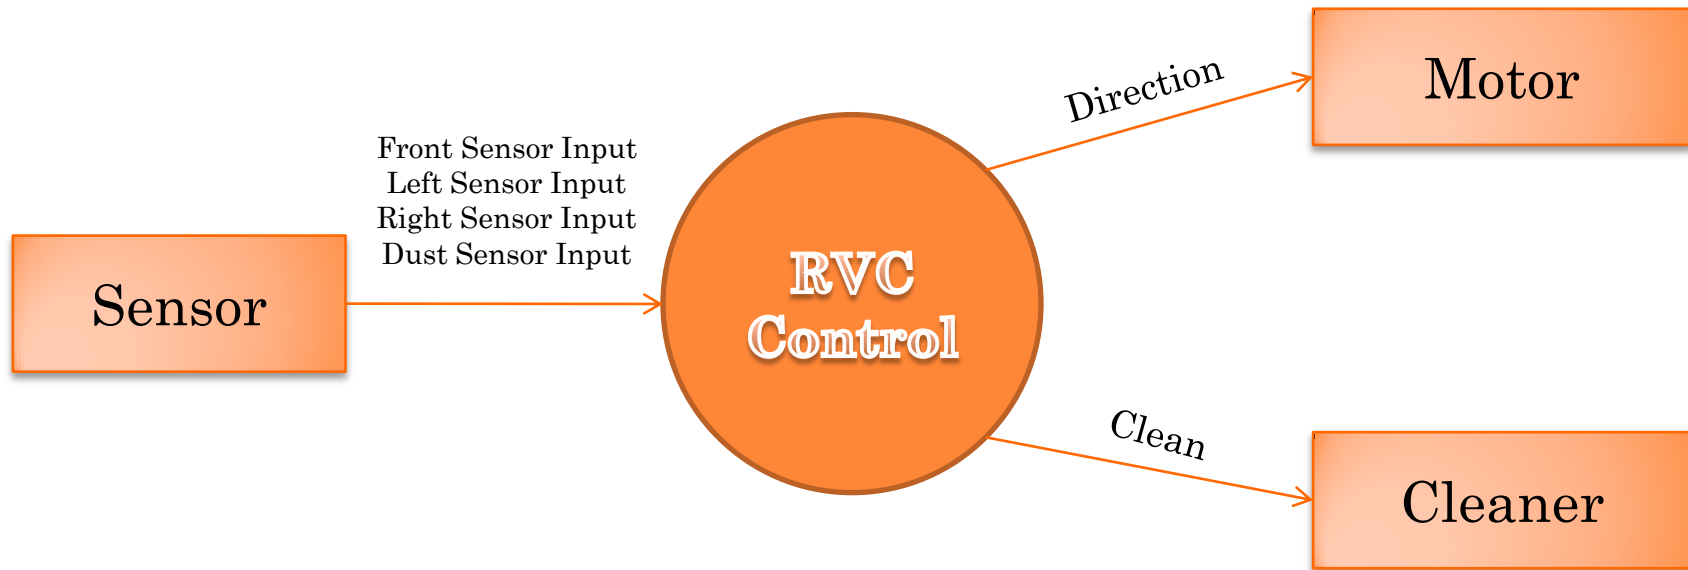 Front Sensor Input
Left Sensor Input
Right Sensor Input
Dust Sensor Input
Sensor
RVC
Control
Direction
Motor
Clean
Cleaner